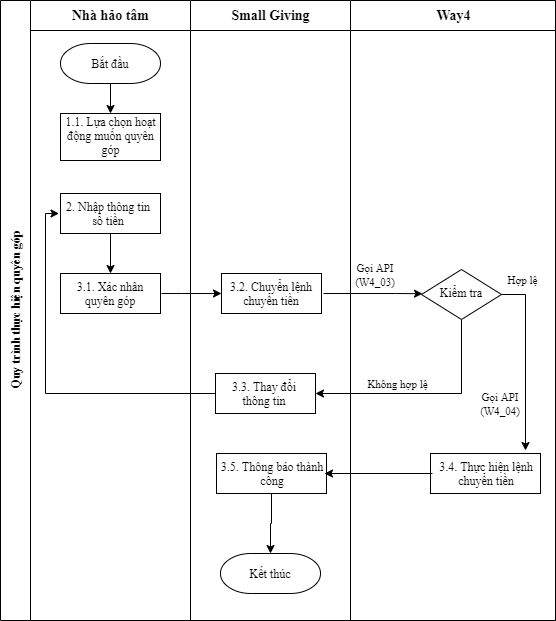 Nhà hảo tâm
Small Giving
Way4
Quy trình thực hiện quyên góp
Bắt đầu
1.1. Lựa chọn hoạt
động muốn quyên
góp
2. Nhập thông tin
số tiền
3.1. Xác nhân
quyên góp
3.2. Chuyển lệnh
chuyển tiền
Gọi API
(W4_03)
Kiểm tra
Hợp lệ
3.3. Thay đổi
thông tin
Không hợp lệ
Gọi API
(W4_04)
3.5. Thông báo thành
công
3.4. Thực hiện lệnh
chuyển tiền
Kết thúc